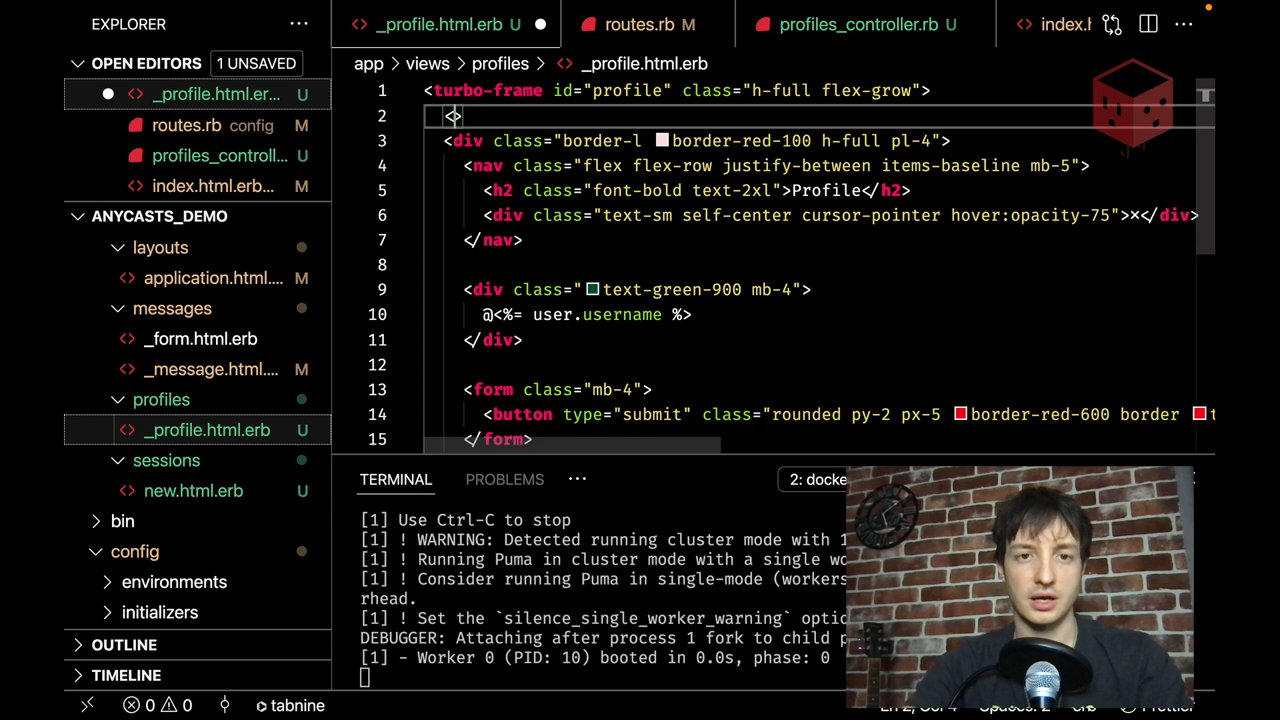 EXPLORER ···
OPEN EDITORS 1 UNSAVED
_profile.html.er... U
routes.rb config M
profiles_controll... U
index.html.erb... M
ANYCASTS_DEMO
layouts
application.html.... M
messages
_form.html.erb
_message.html.... M
profiles
_profile.html.erb U
sessions
new.html.erb U
bin
config
environments
initializers
OUTLINE
TIMELINE
0 0 tabnine
_profile.html.erb U
routes.rb M
profiles_controller.rb U
index.h
···
app > views > profiles > _profile.html.erb
1 <turbo-frame id="profile" class="h-full flex-grow">
2 <>
3 <div class="border-l border-red-100 h-full pl-4">
4 <nav class="flex flex-row justify-between items-baseline mb-5">
5 <h2 class="font-bold text-2xl">Profile</h2>
6 <div class="text-sm self-center cursor-pointer hover:opacity-75">×</div>
7 </nav>
8
9 <div class="text-green-900 mb-4">
10 @<%= user.username %>
11 </div>
12
13 <form class="mb-4">
14 <button type="submit" class="rounded py-2 px-5 border-red-600 border
15 </form>
TERMINAL PROBLEMS ··· 2: docke
[1] Use Ctrl-C to stop
[1] ! WARNING: Detected running cluster mode with 1
[1] ! Running Puma in cluster mode with a single wo
[1] ! Consider running Puma in single-mode (workers
rhead.
[1] ! Set the `silence_single_worker_warning` optio
DEBUGGER: Attaching after process 1 fork to child p
[1] - Worker 0 (PID: 10) booted in 0.0s, phase: 0